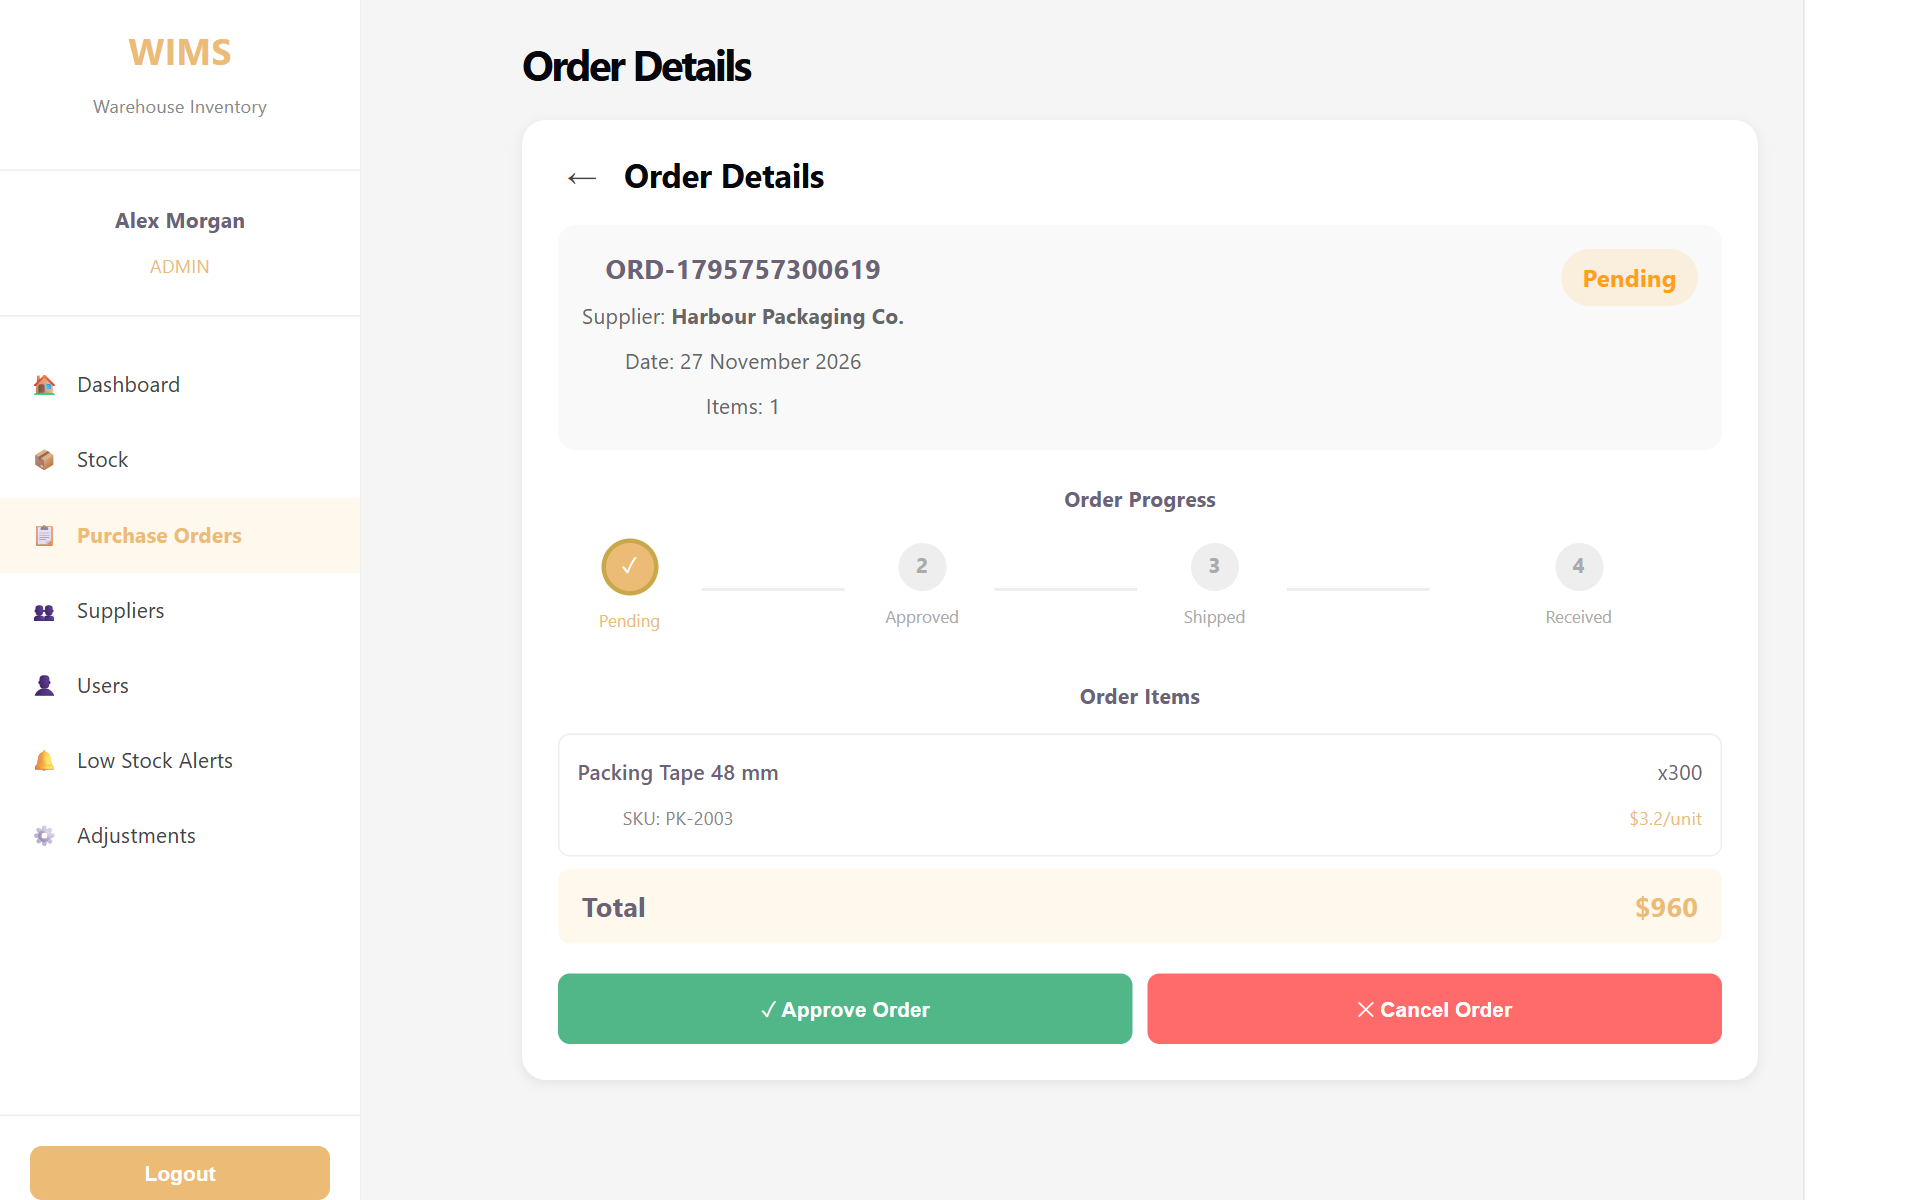 WIMS
Warehouse Inventory
Alex Morgan
ADMIN
Dashboard
Stock
Purchase Orders
Suppliers
Users
Low Stock Alerts
Adjustments
Logout
Order Details
← Order Details
ORD-1795757300619
Pending
Supplier: Harbour Packaging Co.
Date: 27 November 2026
Items: 1
Order Progress
✓ 2 3 4
Pending Approved Shipped Received
Order Items
Packing Tape 48 mm x300
SKU: PK-2003 $3.2/unit
Total $960
✓ Approve Order
✕ Cancel Order